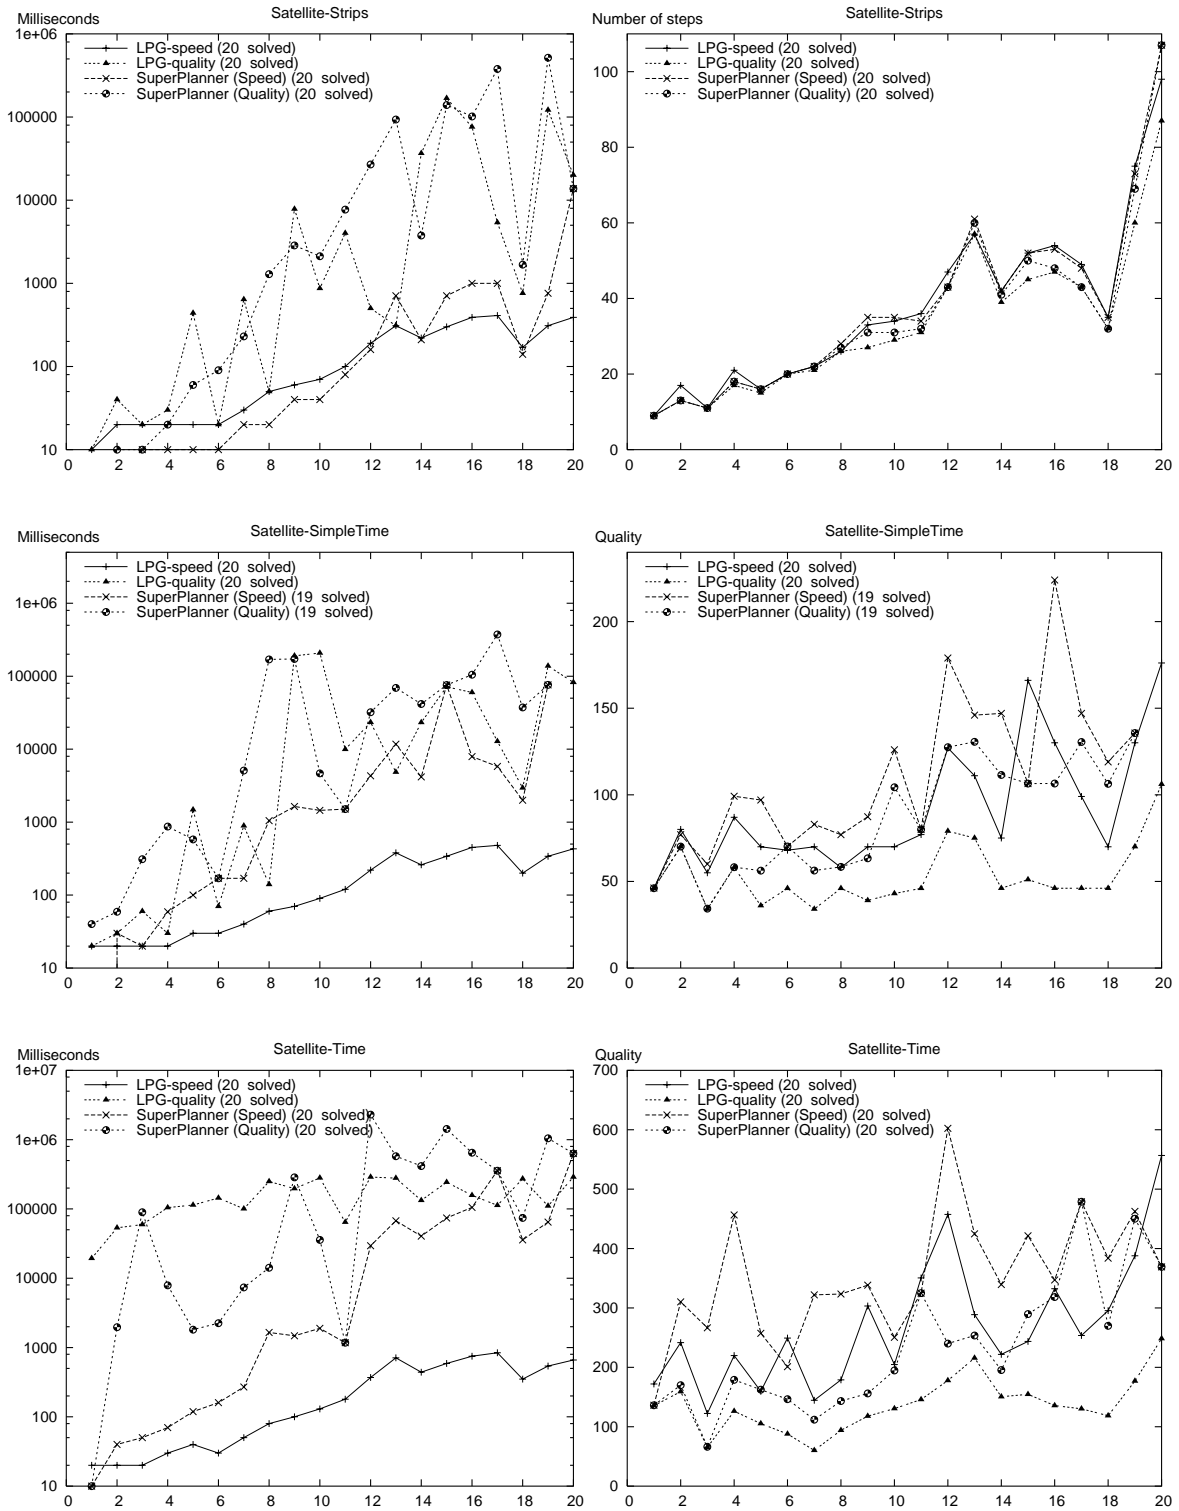 Milliseconds
Satellite-Strips
1e+06
100000
10000
1000
100
10
LPG-speed (20 solved)
LPG-quality (20 solved)
SuperPlanner (Speed) (20 solved)
SuperPlanner (Quality) (20 solved)
0 2 4 6 8 10 12 14 16 18 20
Number of steps
Satellite-Strips
100
80
60
40
20
0
LPG-speed (20 solved)
LPG-quality (20 solved)
SuperPlanner (Speed) (20 solved)
SuperPlanner (Quality) (20 solved)
0 2 4 6 8 10 12 14 16 18 20
Milliseconds
Satellite-SimpleTime
1e+06
100000
10000
1000
100
10
LPG-speed (20 solved)
LPG-quality (20 solved)
SuperPlanner (Speed) (19 solved)
SuperPlanner (Quality) (19 solved)
0 2 4 6 8 10 12 14 16 18 20
Quality
Satellite-SimpleTime
200
150
100
50
0
LPG-speed (20 solved)
LPG-quality (20 solved)
SuperPlanner (Speed) (19 solved)
SuperPlanner (Quality) (19 solved)
0 2 4 6 8 10 12 14 16 18 20
Milliseconds
Satellite-Time
1e+07
1e+06
100000
10000
1000
100
10
LPG-speed (20 solved)
LPG-quality (20 solved)
SuperPlanner (Speed) (20 solved)
SuperPlanner (Quality) (20 solved)
0 2 4 6 8 10 12 14 16 18 20
Quality
Satellite-Time
700
600
500
400
300
200
100
0
LPG-speed (20 solved)
LPG-quality (20 solved)
SuperPlanner (Speed) (20 solved)
SuperPlanner (Quality) (20 solved)
0 2 4 6 8 10 12 14 16 18 20